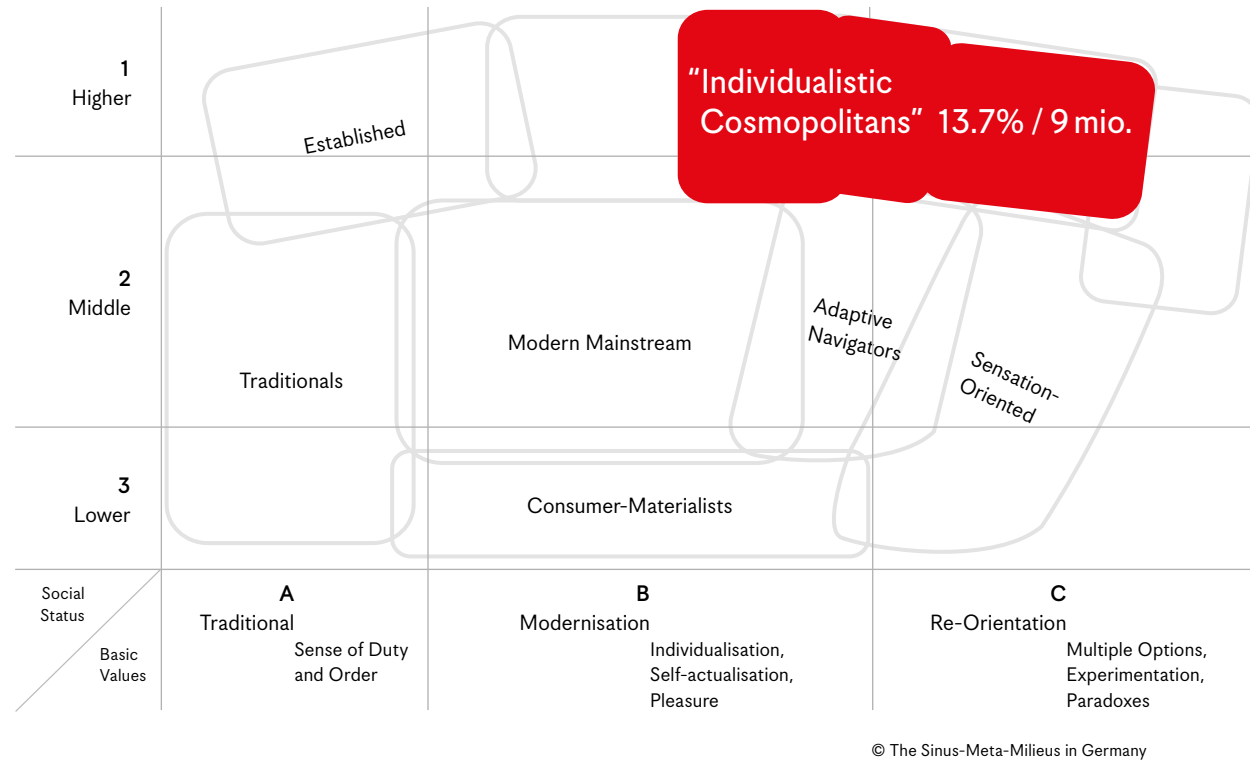 1
Higher
"Individualistic
Cosmopolitans" 13.7% / 9 mio.
Established
2
Middle
Adaptive
Navigators
Modern Mainstream
Sensation-
Oriented
Traditionals
3
Lower
Consumer-Materialists
Social
Status
Basic
Values
A
Traditional
Sense of Duty
and Order
B
Modernisation
Individualisation,
Self-actualisation,
Pleasure
C
Re-Orientation
Multiple Options,
Experimentation,
Paradoxes
© The Sinus-Meta-Milieus in Germany